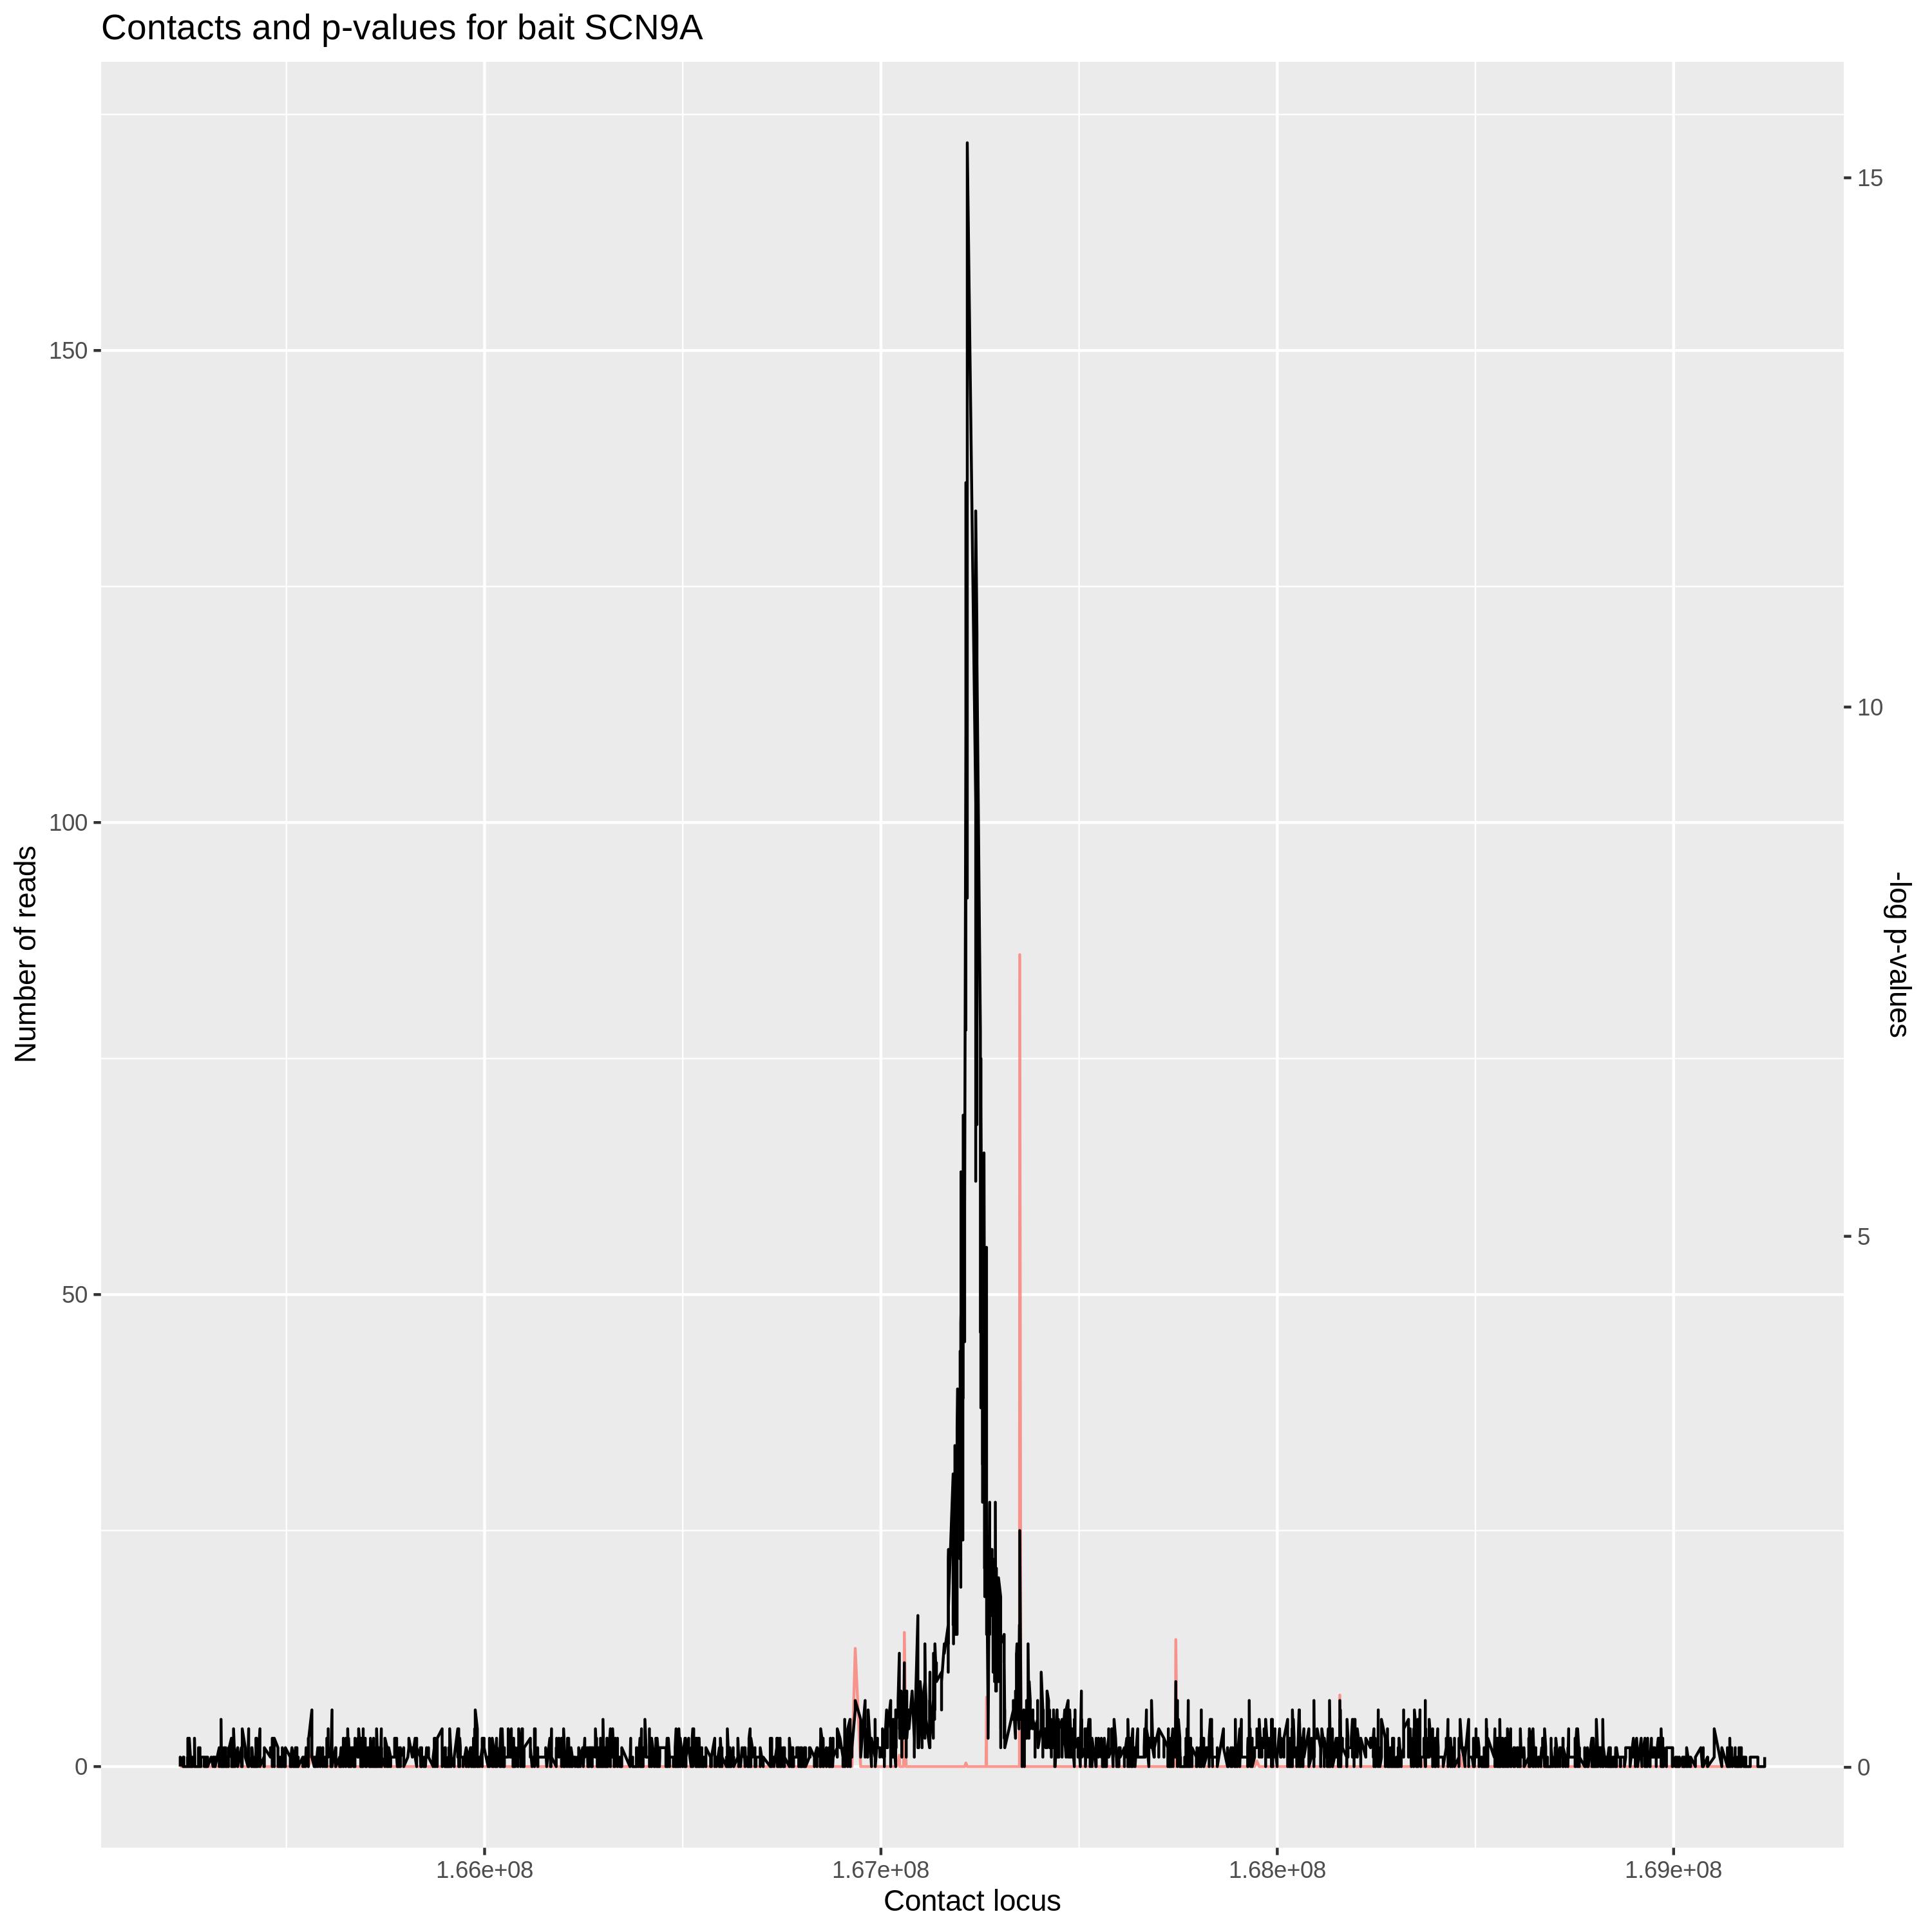 Contacts and p-values for bait SCN9A
Number of reads
150
100
50
0
15
10
5
0
-log p-values
1.66e+08 1.67e+08 1.68e+08 1.69e+08
Contact locus